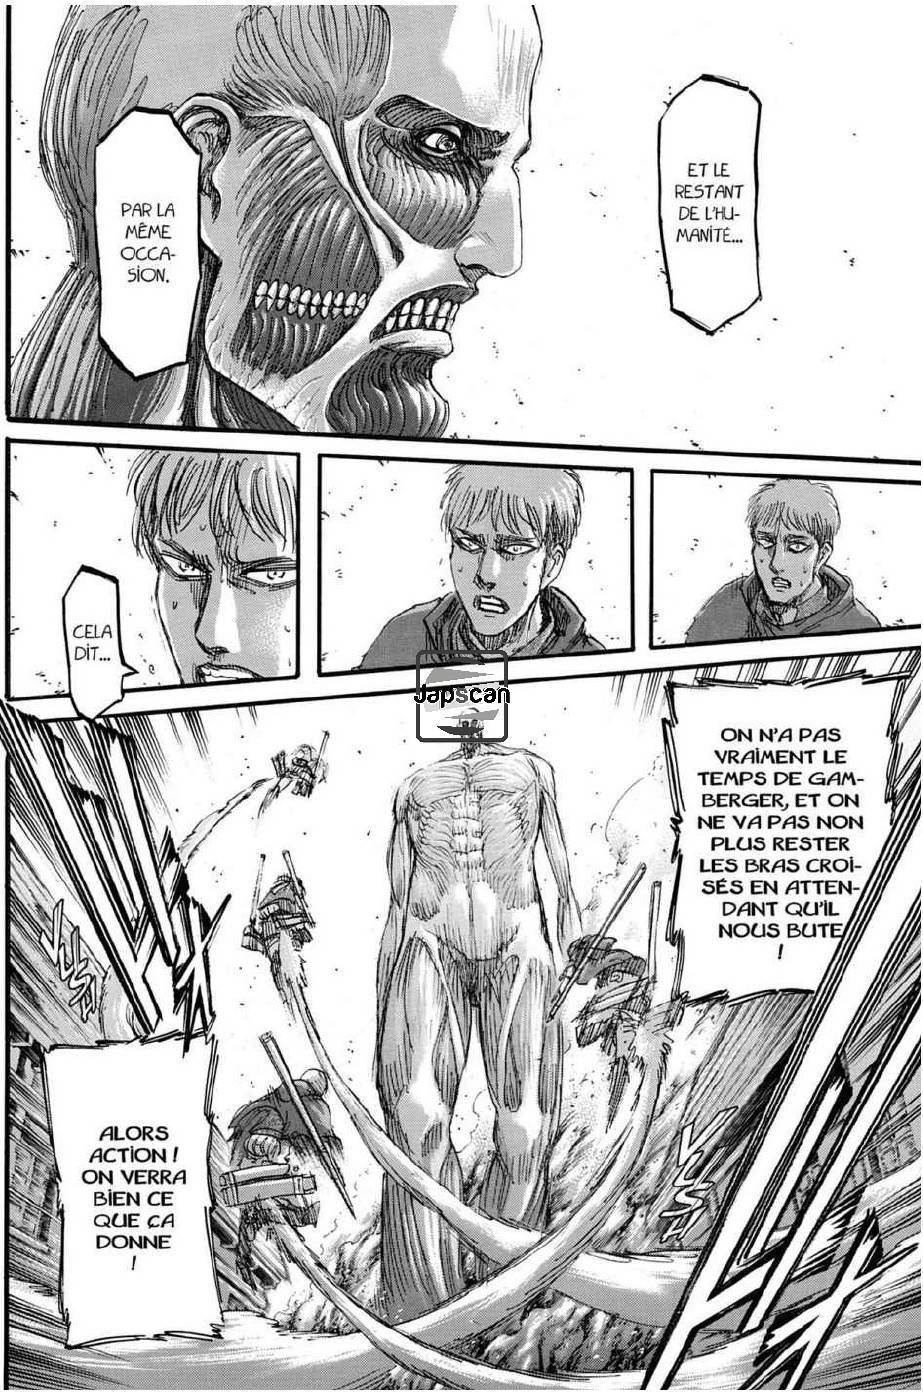 ET LE
RESTANT
DE L'HU-
MANITÉ...
PAR LA
MÊME
OCCA-
SION.
CELA
DIT...
Japscan
ON N'A PAS
VRAIMENT LE
TEMPS DE GAM-
BERGER, ET ON
NE VA PAS NON
PLUS RESTER
LES BRAS CROI-
SÉS EN ATTEN-
DANT QU'IL
NOUS BUTE
!
ALORS
ACTION !
ON VERRA
BIEN CE
QUE ÇA
DONNE
!